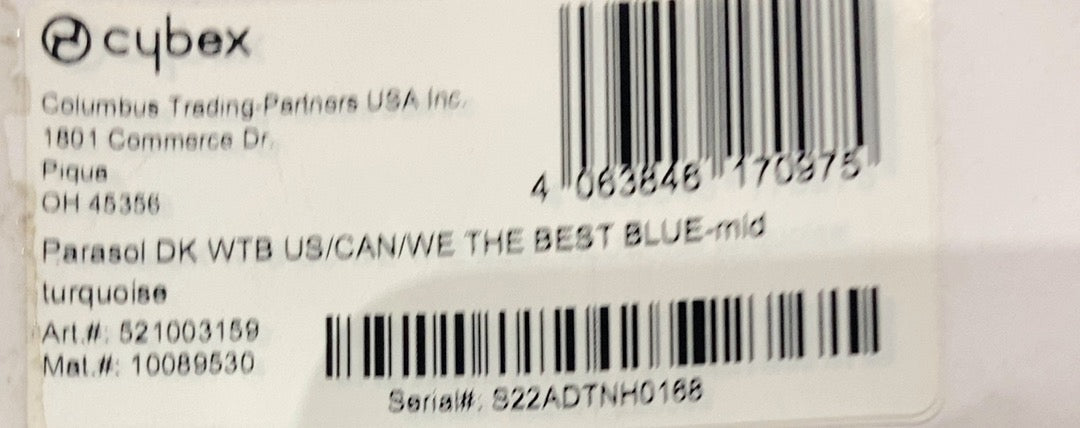 cybex
Columbus Trading-Partners USA Inc.
1801 Commerce Dr.
Piqua
OH 45356
4 063846 170975
Parasol DK WTB US/CAN/WE THE BEST BLUE-mid
turquoise
Art.#: 521003159
Mat.#: 10089530
Serial#: S22ADTNH0168